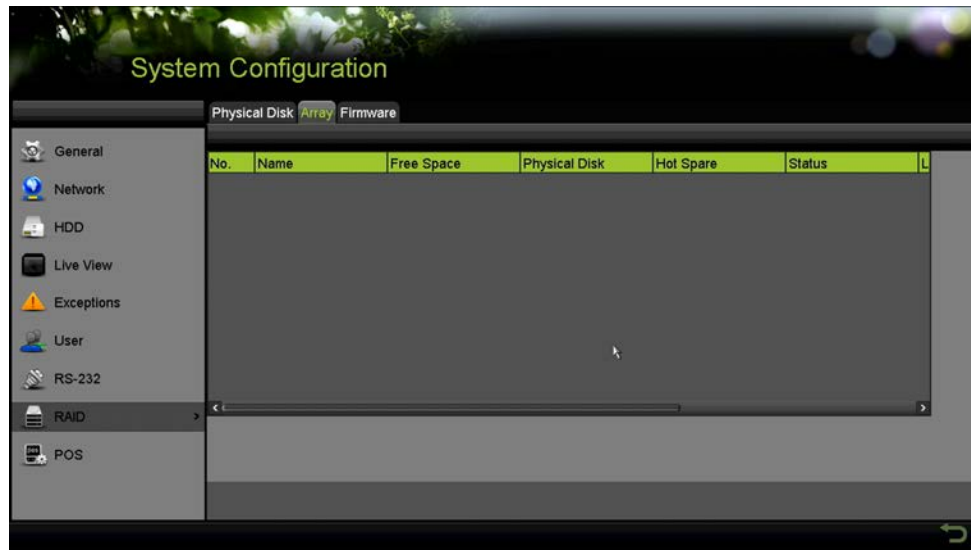 System Configuration
Physical Disk Array Firmware
General
Network
HDD
Live View
Exceptions
User
RS-232
RAID
POS
No. Name Free Space Physical Disk Hot Spare Status L